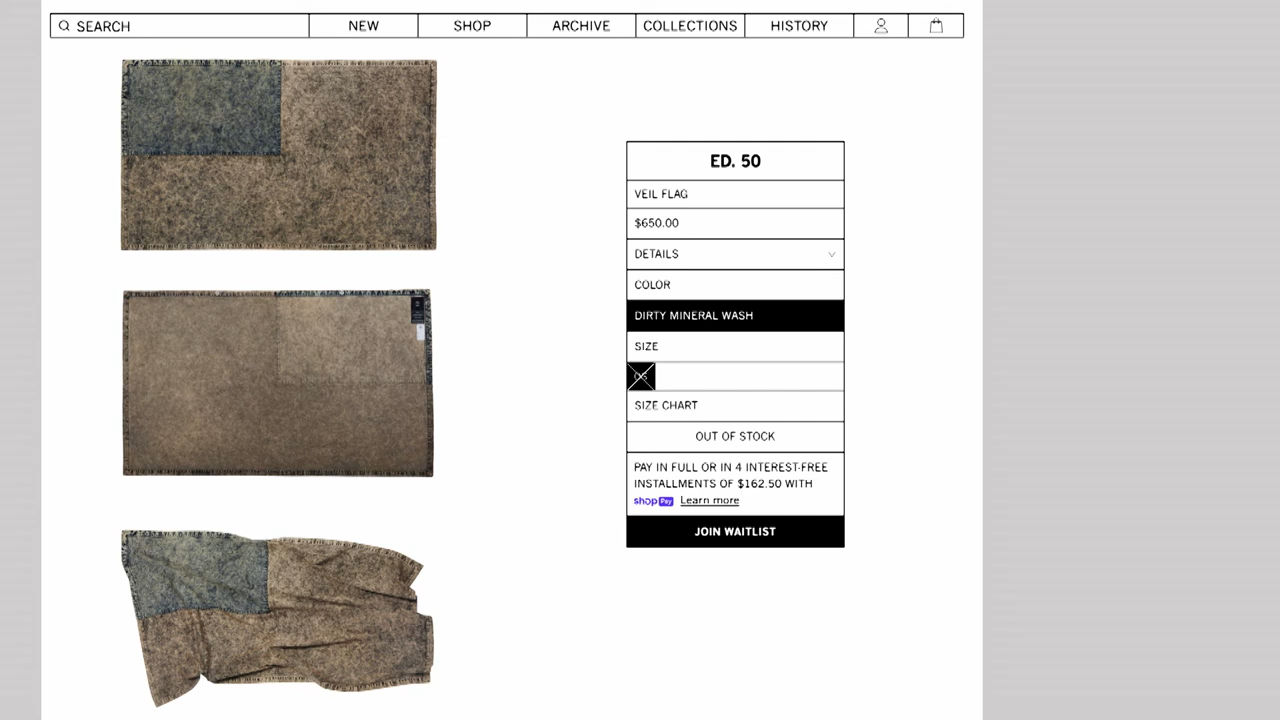 SEARCH
NEW
SHOP
ARCHIVE
COLLECTIONS
HISTORY
ED. 50
VEIL FLAG
$650.00
DETAILS
COLOR
DIRTY MINERAL WASH
SIZE
OS
SIZE CHART
OUT OF STOCK
PAY IN FULL OR IN 4 INTEREST-FREE
INSTALLMENTS OF $162.50 WITH
shop Pay Learn more
JOIN WAITLIST